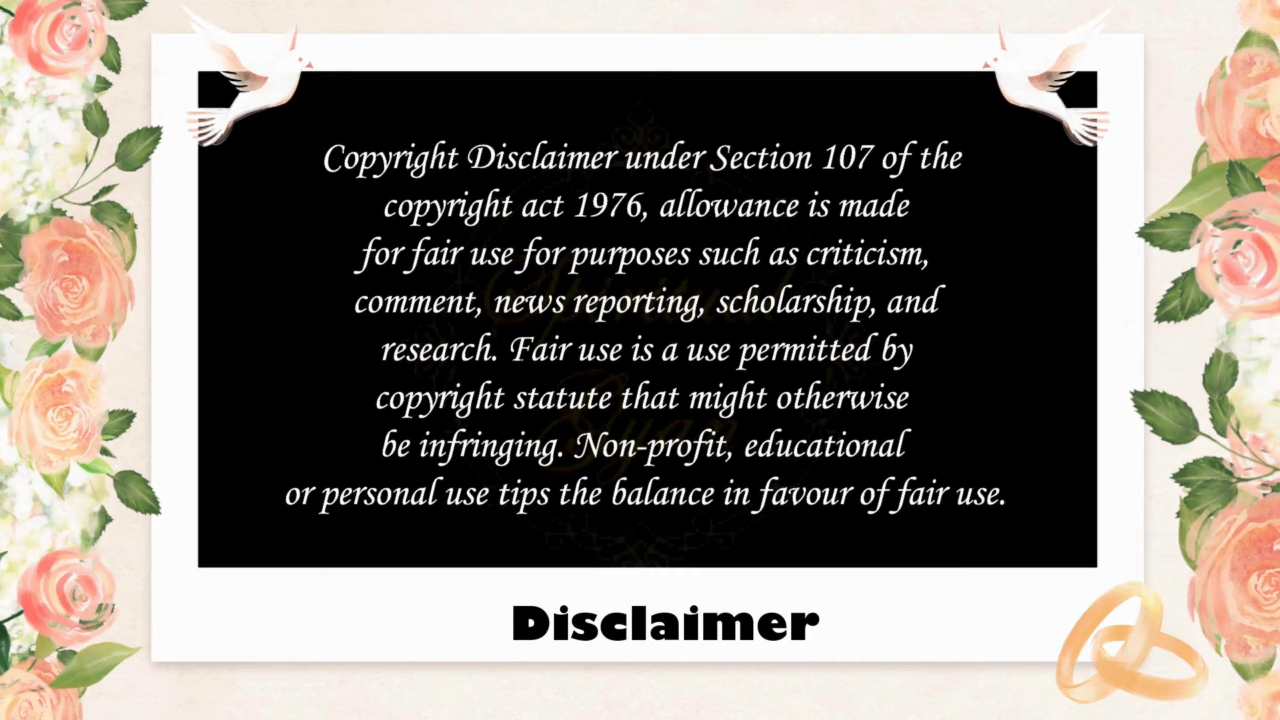 Copyright Disclaimer under Section 107 of the
copyright act 1976, allowance is made
for fair use for purposes such as criticism,
comment, news reporting, scholarship, and
research. Fair use is a use permitted by
copyright statute that might otherwise
be infringing. Non-profit, educational
or personal use tips the balance in favour of fair use.
Disclaimer